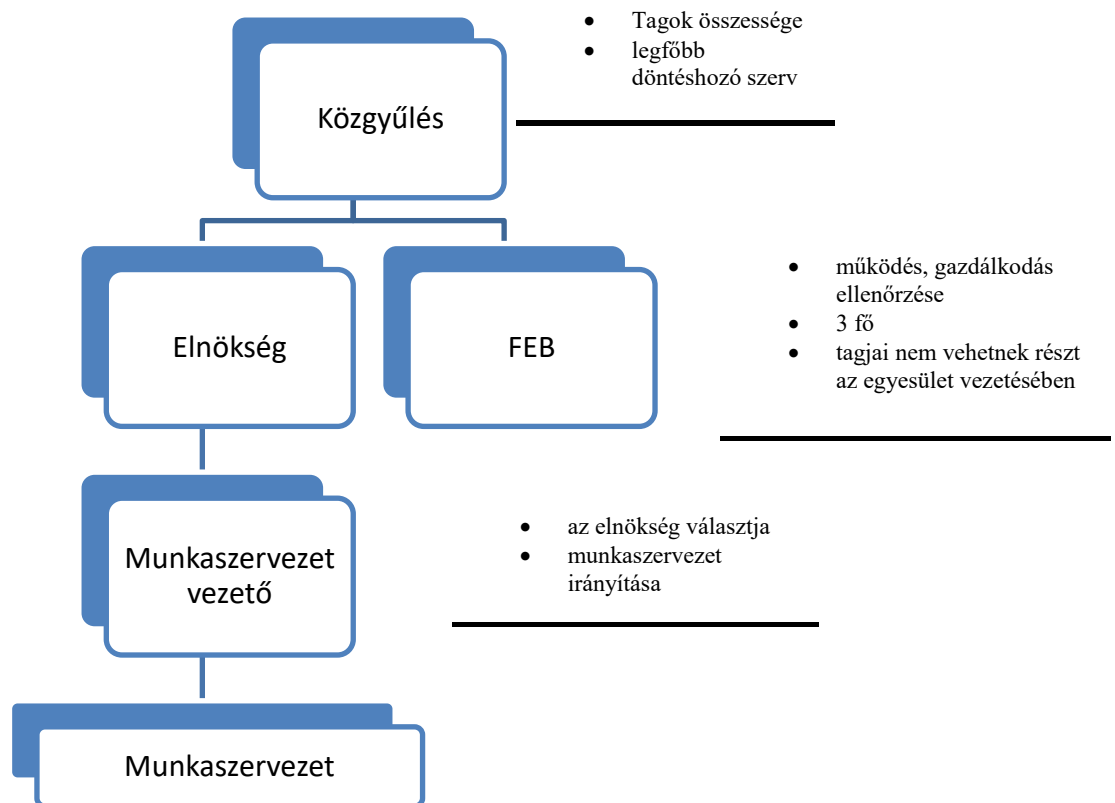 • Tagok összessége
• legfőbb
döntéshozó szerv
Közgyűlés
Elnökség
FEB
• működés, gazdálkodás
ellenőrzése
• 3 fő
• tagjai nem vehetnek részt
az egyesület vezetésében
Munkaszervezet
vezető
• az elnökség választja
• munkaszervezet
irányítása
Munkaszervezet